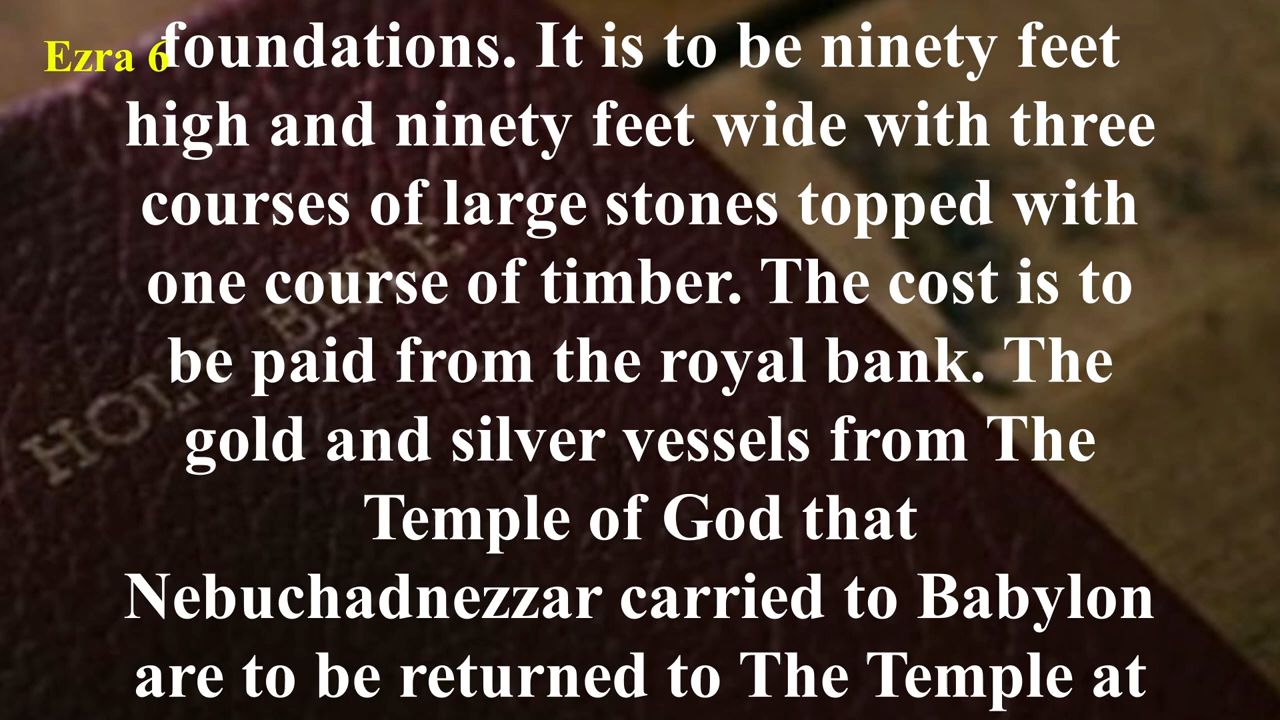 Ezra 6
foundations. It is to be ninety feet
high and ninety feet wide with three
courses of large stones topped with
one course of timber. The cost is to
be paid from the royal bank. The
gold and silver vessels from The
Temple of God that
Nebuchadnezzar carried to Babylon
are to be returned to The Temple at
HOLY BIBLE